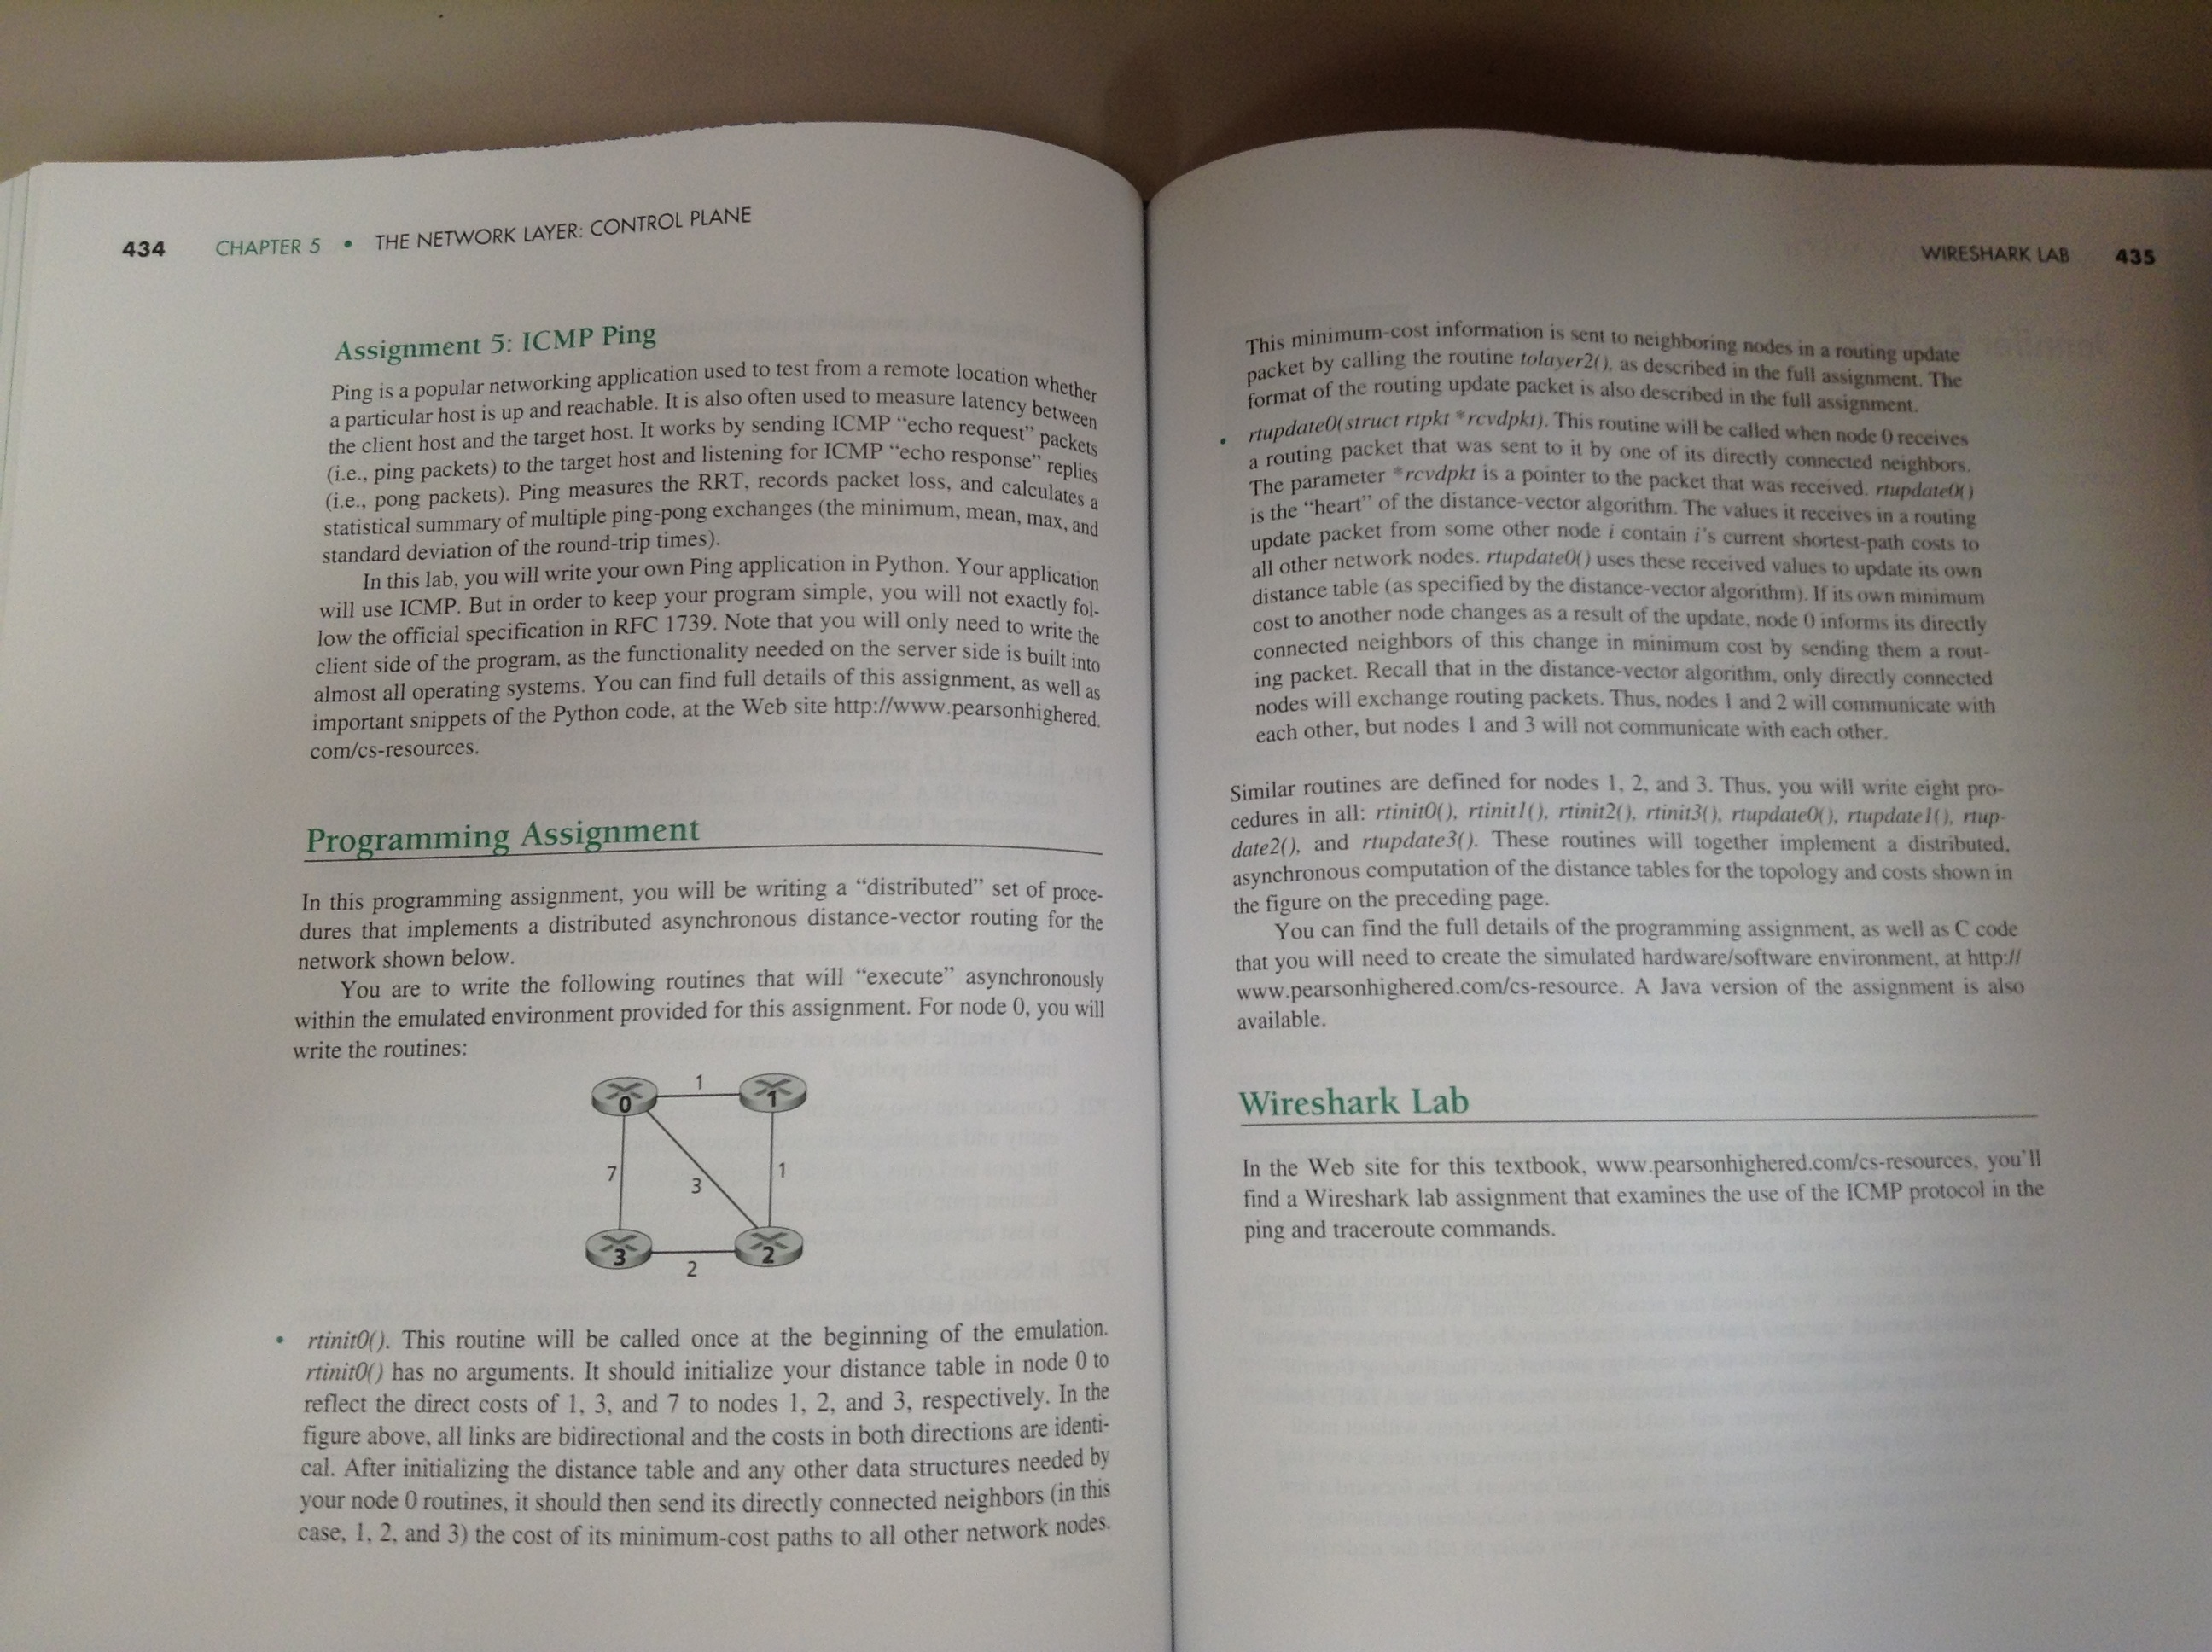 434 CHAPTER 5 • THE NETWORK LAYER: CONTROL PLANE
Assignment 5: ICMP Ping
Ping is a popular networking application used to test from a remote location whether
a particular host is up and reachable. It is also often used to measure latency between
the client host and the target host. It works by sending ICMP “echo request” packets
(i.e., ping packets) to the target host and listening for ICMP “echo response” replies
(i.e., pong packets). Ping measures the RRT, records packet loss, and calculates a
statistical summary of multiple ping-pong exchanges (the minimum, mean, max, and
standard deviation of the round-trip times).
In this lab, you will write your own Ping application in Python. Your application
will use ICMP. But in order to keep your program simple, you will not exactly fol-
low the official specification in RFC 1739. Note that you will only need to write the
client side of the program, as the functionality needed on the server side is built into
almost all operating systems. You can find full details of this assignment, as well as
important snippets of the Python code, at the Web site http://www.pearsonhighered.
com/cs-resources.
Programming Assignment
In this programming assignment, you will be writing a “distributed” set of proce-
dures that implements a distributed asynchronous distance-vector routing for the
network shown below.
You are to write the following routines that will “execute” asynchronously
within the emulated environment provided for this assignment. For node 0, you will
write the routines:
0 1 1
7 3 1
3 2 2
• rtinit0(). This routine will be called once at the beginning of the emulation.
rtinit0() has no arguments. It should initialize your distance table in node 0 to
reflect the direct costs of 1, 3, and 7 to nodes 1, 2, and 3, respectively. In the
figure above, all links are bidirectional and the costs in both directions are identi-
cal. After initializing the distance table and any other data structures needed by
your node 0 routines, it should then send its directly connected neighbors (in this
case, 1, 2, and 3) the cost of its minimum-cost paths to all other network nodes.
WIRESHARK LAB 435
This minimum-cost information is sent to neighboring nodes in a routing update
packet by calling the routine tolayer2(), as described in the full assignment. The
format of the routing update packet is also described in the full assignment.
• rtupdate0(struct rtpkt *rcvdpkt). This routine will be called when node 0 receives
a routing packet that was sent to it by one of its directly connected neighbors.
The parameter *rcvdpkt is a pointer to the packet that was received. rtupdate0()
is the “heart” of the distance-vector algorithm. The values it receives in a routing
update packet from some other node i contain i’s current shortest-path costs to
all other network nodes. rtupdate0() uses these received values to update its own
distance table (as specified by the distance-vector algorithm). If its own minimum
cost to another node changes as a result of the update, node 0 informs its directly
connected neighbors of this change in minimum cost by sending them a rout-
ing packet. Recall that in the distance-vector algorithm, only directly connected
nodes will exchange routing packets. Thus, nodes 1 and 2 will communicate with
each other, but nodes 1 and 3 will not communicate with each other.
Similar routines are defined for nodes 1, 2, and 3. Thus, you will write eight pro-
cedures in all: rtinit0(), rtinit1(), rtinit2(), rtinit3(), rtupdate0(), rtupdate1(), rtup-
date2(), and rtupdate3(). These routines will together implement a distributed,
asynchronous computation of the distance tables for the topology and costs shown in
the figure on the preceding page.
You can find the full details of the programming assignment, as well as C code
that you will need to create the simulated hardware/software environment, at http://
www.pearsonhighered.com/cs-resource. A Java version of the assignment is also
available.
Wireshark Lab
In the Web site for this textbook, www.pearsonhighered.com/cs-resources, you’ll
find a Wireshark lab assignment that examines the use of the ICMP protocol in the
ping and traceroute commands.